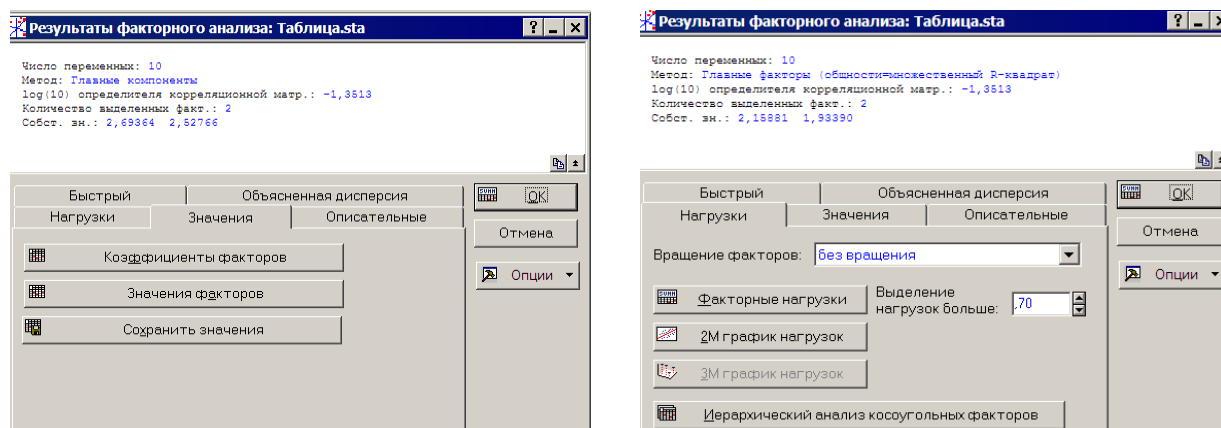 Результаты факторного анализа: Таблица.sta
Число переменных: 10
Метод: Главные компоненты
log(10) определителя корреляционной матр.: -1,3513
Количество выделенных факт.: 2
Собст. зн.: 2,69364 2,52766
Быстрый
Объясненная дисперсия
Нагрузки
Значения
Описательные
Коэффициенты факторов
Значения факторов
Сохранить значения
SUMM OK
Отмена
Опции
Результаты факторного анализа: Таблица.sta
Число переменных: 10
Метод: Главные факторы (общности=множественный R-квадрат)
log(10) определителя корреляционной матр.: -1,3513
Количество выделенных факт.: 2
Собст. зн.: 2,15881 1,93390
Быстрый
Объясненная дисперсия
Нагрузки
Значения
Описательные
Вращение факторов: без вращения
SUMM Факторные нагрузки
Выделение
нагрузок больше: ,70
2М график нагрузок
3М график нагрузок
Иерархический анализ косоугольных факторов
SUMM OK
Отмена
Опции